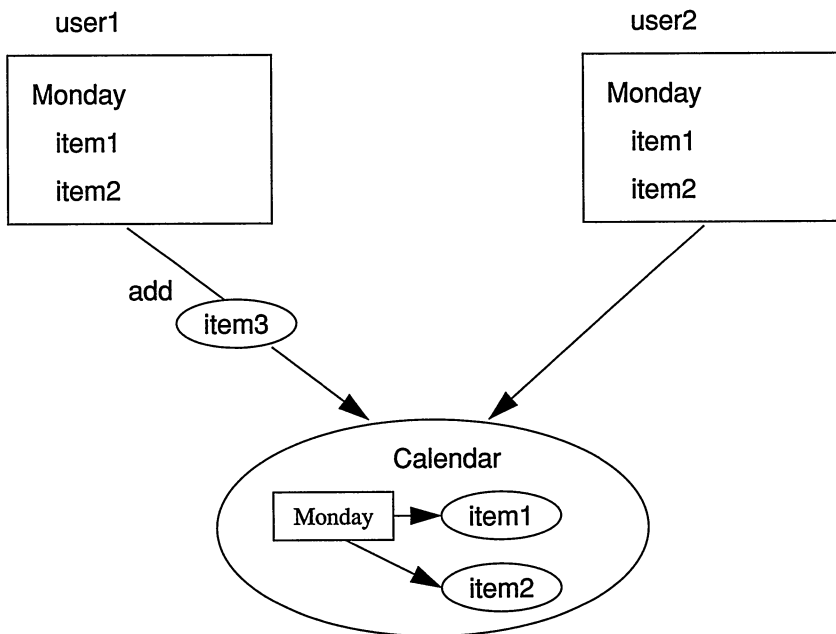 user1
user2
Monday
item1
item2
Monday
item1
item2
add
item3
Calendar
Monday
item1
item2